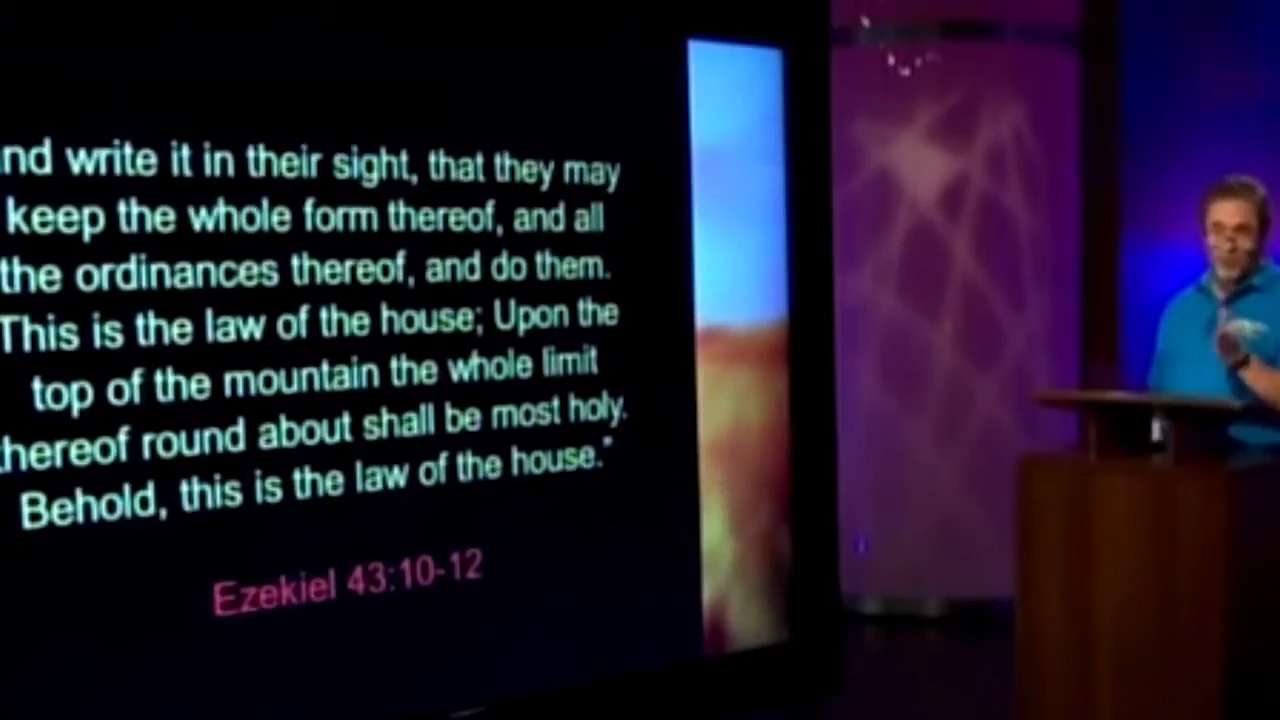 nd write it in their sight, that they may
keep the whole form thereof, and all
the ordinances thereof, and do them.
This is the law of the house; Upon the
top of the mountain the whole limit
thereof round about shall be most holy.
Behold, this is the law of the house."
Ezekiel 43:10-12